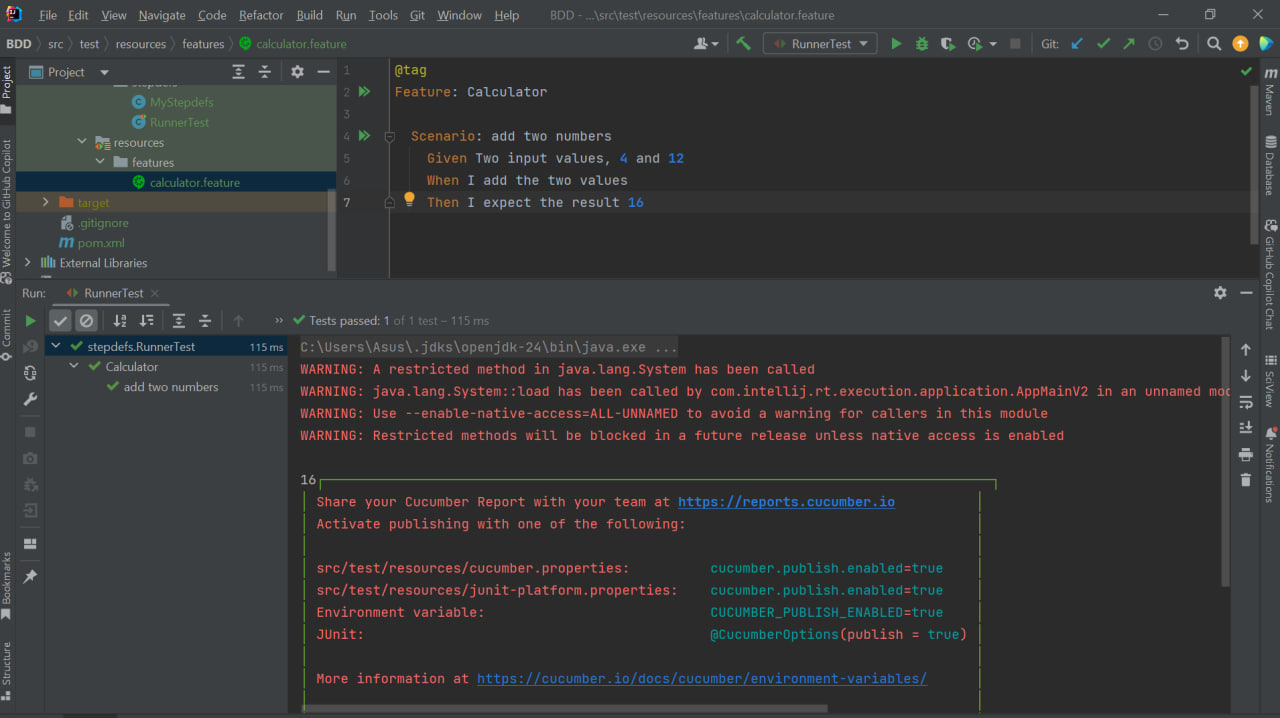 File Edit View Navigate Code Refactor Build Run Tools Git Window Help BDD - ...\src\test\resources\features\calculator.feature
BDD src test resources features calculator.feature RunnerTest Git:
Project
MyStepdefs
RunnerTest
resources
features
calculator.feature
target
.gitignore
pom.xml
External Libraries
1 @tag
2 Feature: Calculator
3
4 Scenario: add two numbers
5 Given Two input values, 4 and 12
6 When I add the two values
7 Then I expect the result 16
Run: RunnerTest
Tests passed: 1 of 1 test – 115 ms
stepdefs.RunnerTest 115 ms
Calculator 115 ms
add two numbers 115 ms
C:\Users\Asus\.jdks\openjdk-24\bin\java.exe ...
WARNING: A restricted method in java.lang.System has been called
WARNING: java.lang.System::load has been called by com.intellij.rt.execution.application.AppMainV2 in an unnamed
WARNING: Use --enable-native-access=ALL-UNNAMED to avoid a warning for callers in this module
WARNING: Restricted methods will be blocked in a future release unless native access is enabled
16
Share your Cucumber Report with your team at https://reports.cucumber.io
Activate publishing with one of the following:
src/test/resources/cucumber.properties: cucumber.publish.enabled=true
src/test/resources/junit-platform.properties: cucumber.publish.enabled=true
Environment variable: CUCUMBER_PUBLISH_ENABLED=true
JUnit: @CucumberOptions(publish = true)
More information at https://cucumber.io/docs/cucumber/environment-variables/
Project
Welcome to GitHub Copilot
Commit
Bookmarks
Structure
Maven
Database
GitHub Copilot Chat
SciView
Notifications